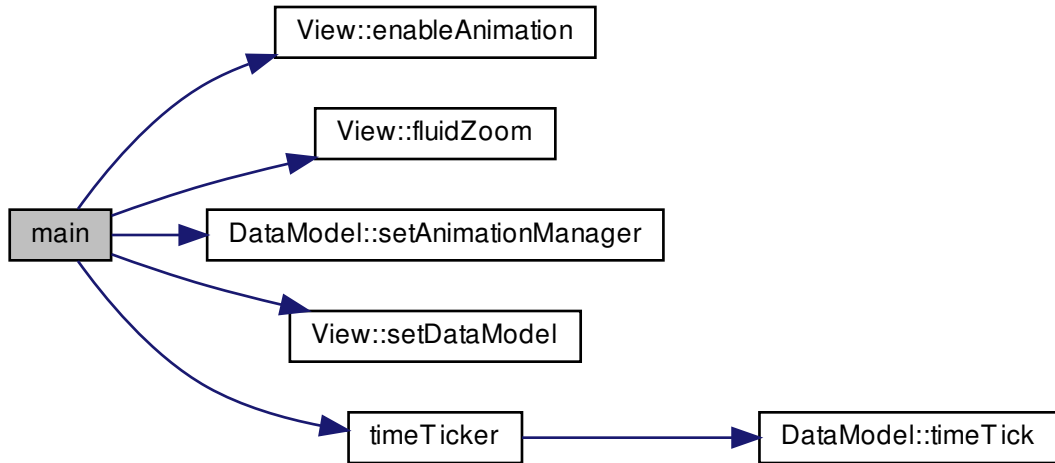 View::enableAnimation
View::fluidZoom
main
DataModel::setAnimationManager
View::setDataModel
timeTicker
DataModel::timeTick